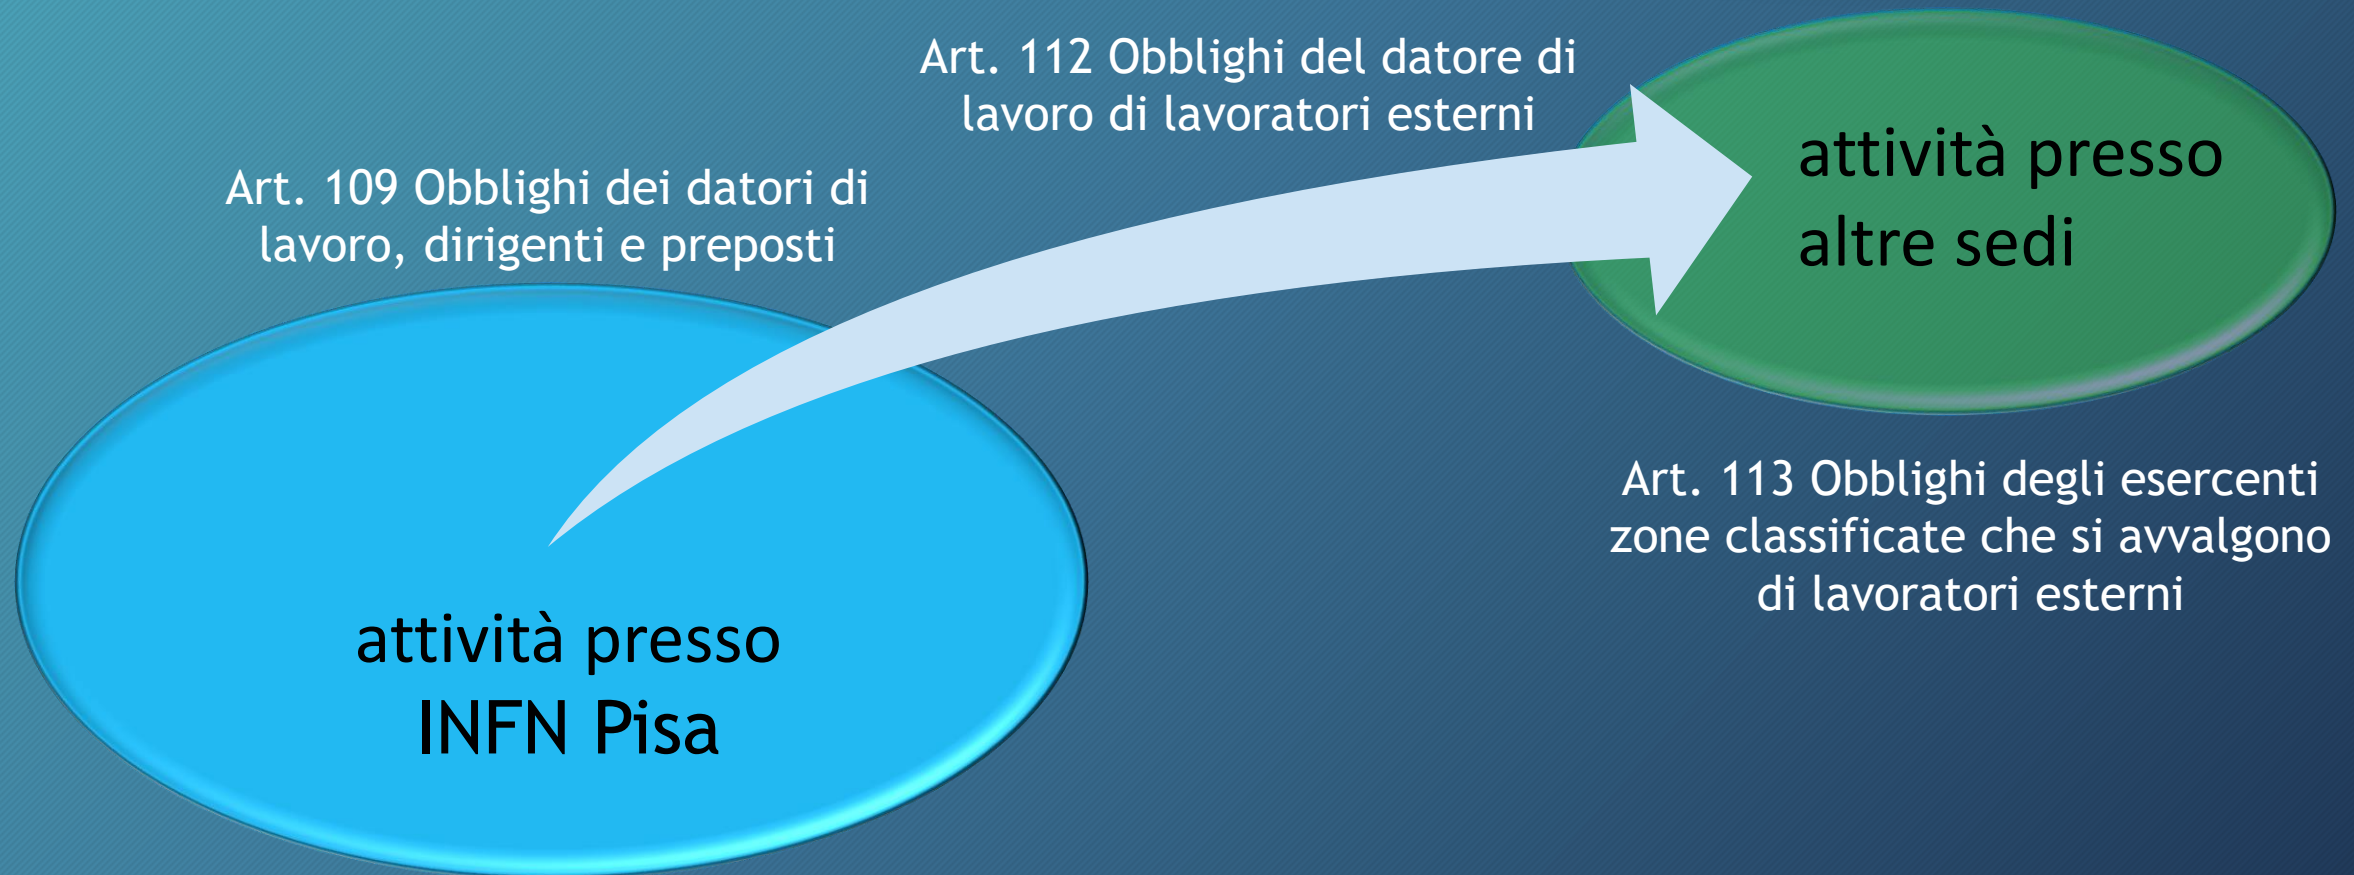 Art. 112 Obblighi del datore di
lavoro di lavoratori esterni
Art. 109 Obblighi dei datori di
lavoro, dirigenti e preposti
attività presso
altre sedi
Art. 113 Obblighi degli esercenti
zone classificate che si avvalgono
di lavoratori esterni
attività presso
INFN Pisa